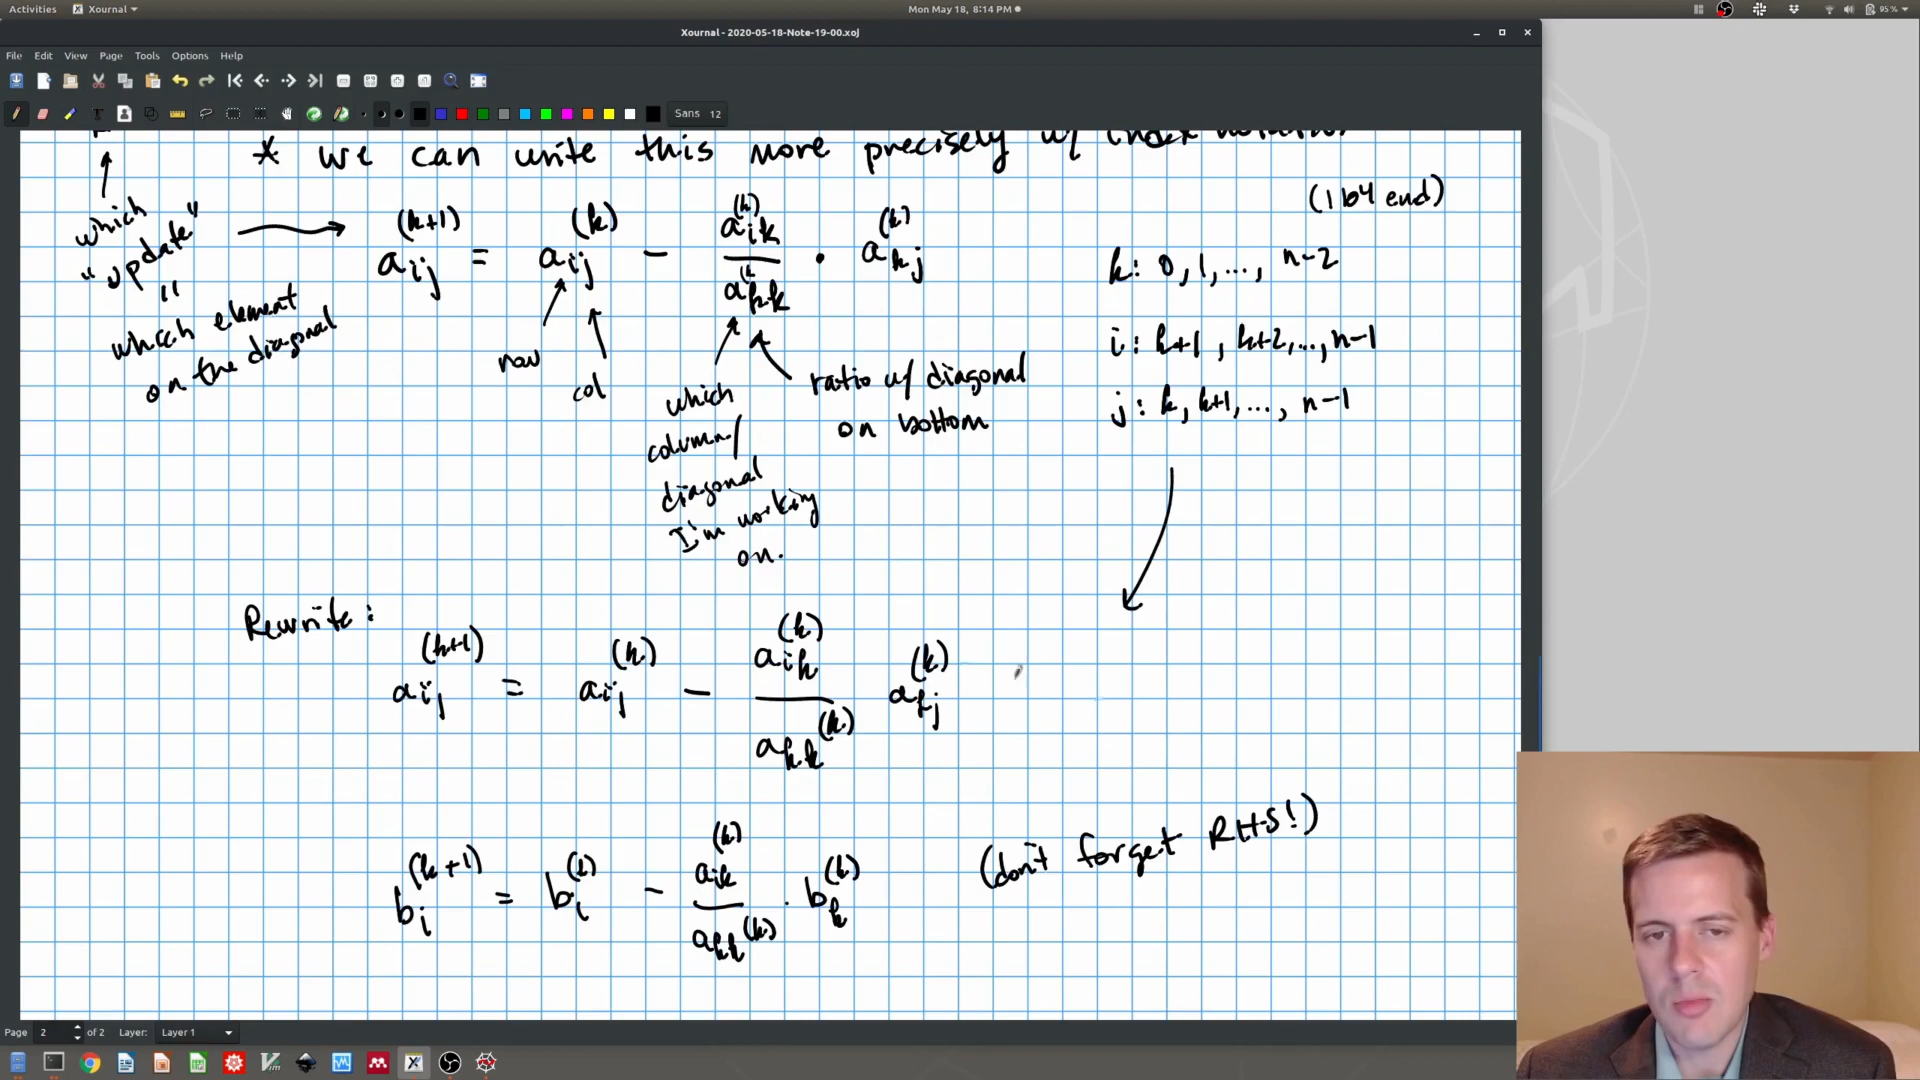 Activities Xournal Mon May 18, 8:14 PM 95 %
Xournal - 2020-05-18-Note-19-00.xoj
File Edit View Page Tools Options Help
Sans 12
* we can write this more precisely w/ index notation
which "update"
which element on the diagonal
a_ij^(k+1) = a_ij^(k) - a_ik^(k) / a_kk^(k · a_kj^(k)
row
col
which column/ diagonal I'm working on.
ratio w/ diagonal on bottom
(1 b4 end)
k: 0, 1, ..., n-2
i: k+1, k+2, ..., n-1
j: k, k+1, ..., n-1
Rewrite:
a_ij^(k+1) = a_ij^(k) - a_ik^(k) / a_kk^(k) a_kj^(k)
b_i^(k+1) = b_i^(k) - a_ik^(k) / a_kk^(k) · b_k^(k)
(don't forget RHS!)
Page 2 of 2 Layer: Layer 1